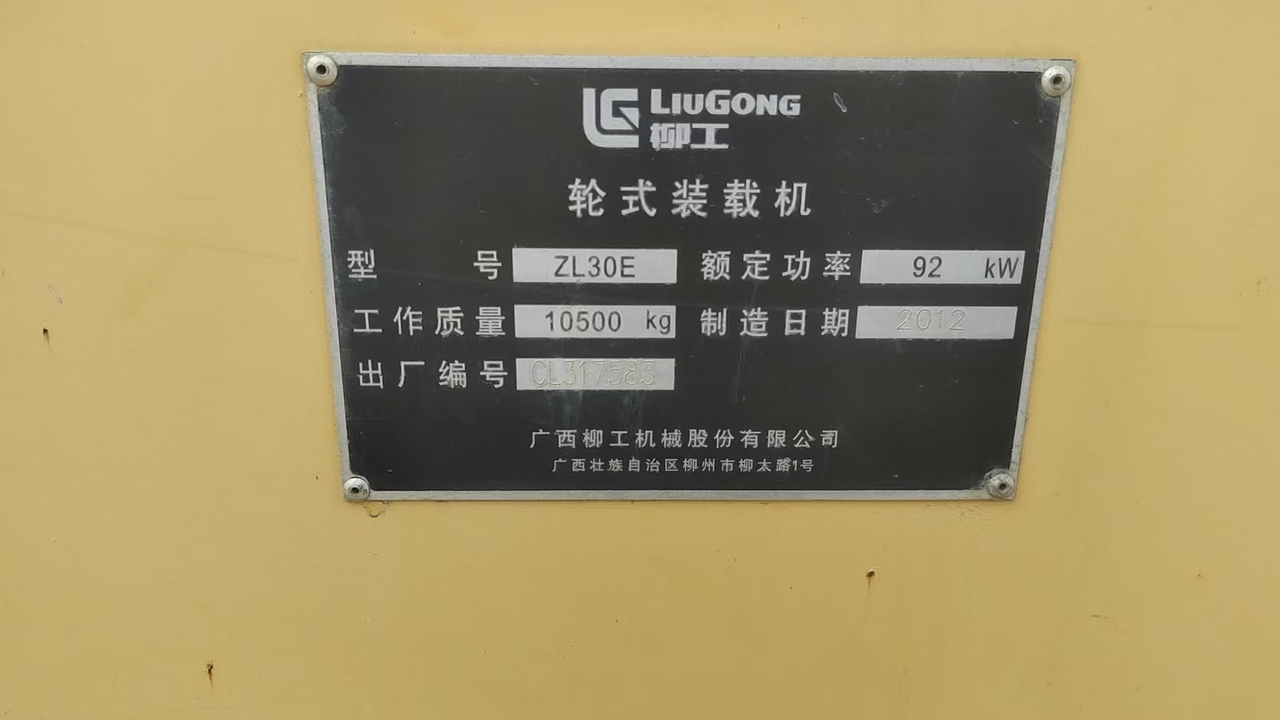 LG LIUGONG
柳工
轮式装载机
型号 ZL30E 额定功率 92 kW
工作质量 10500 kg 制造日期 2012
出厂编号 CL317583
广西柳工机械股份有限公司
广西壮族自治区柳州市柳太路1号